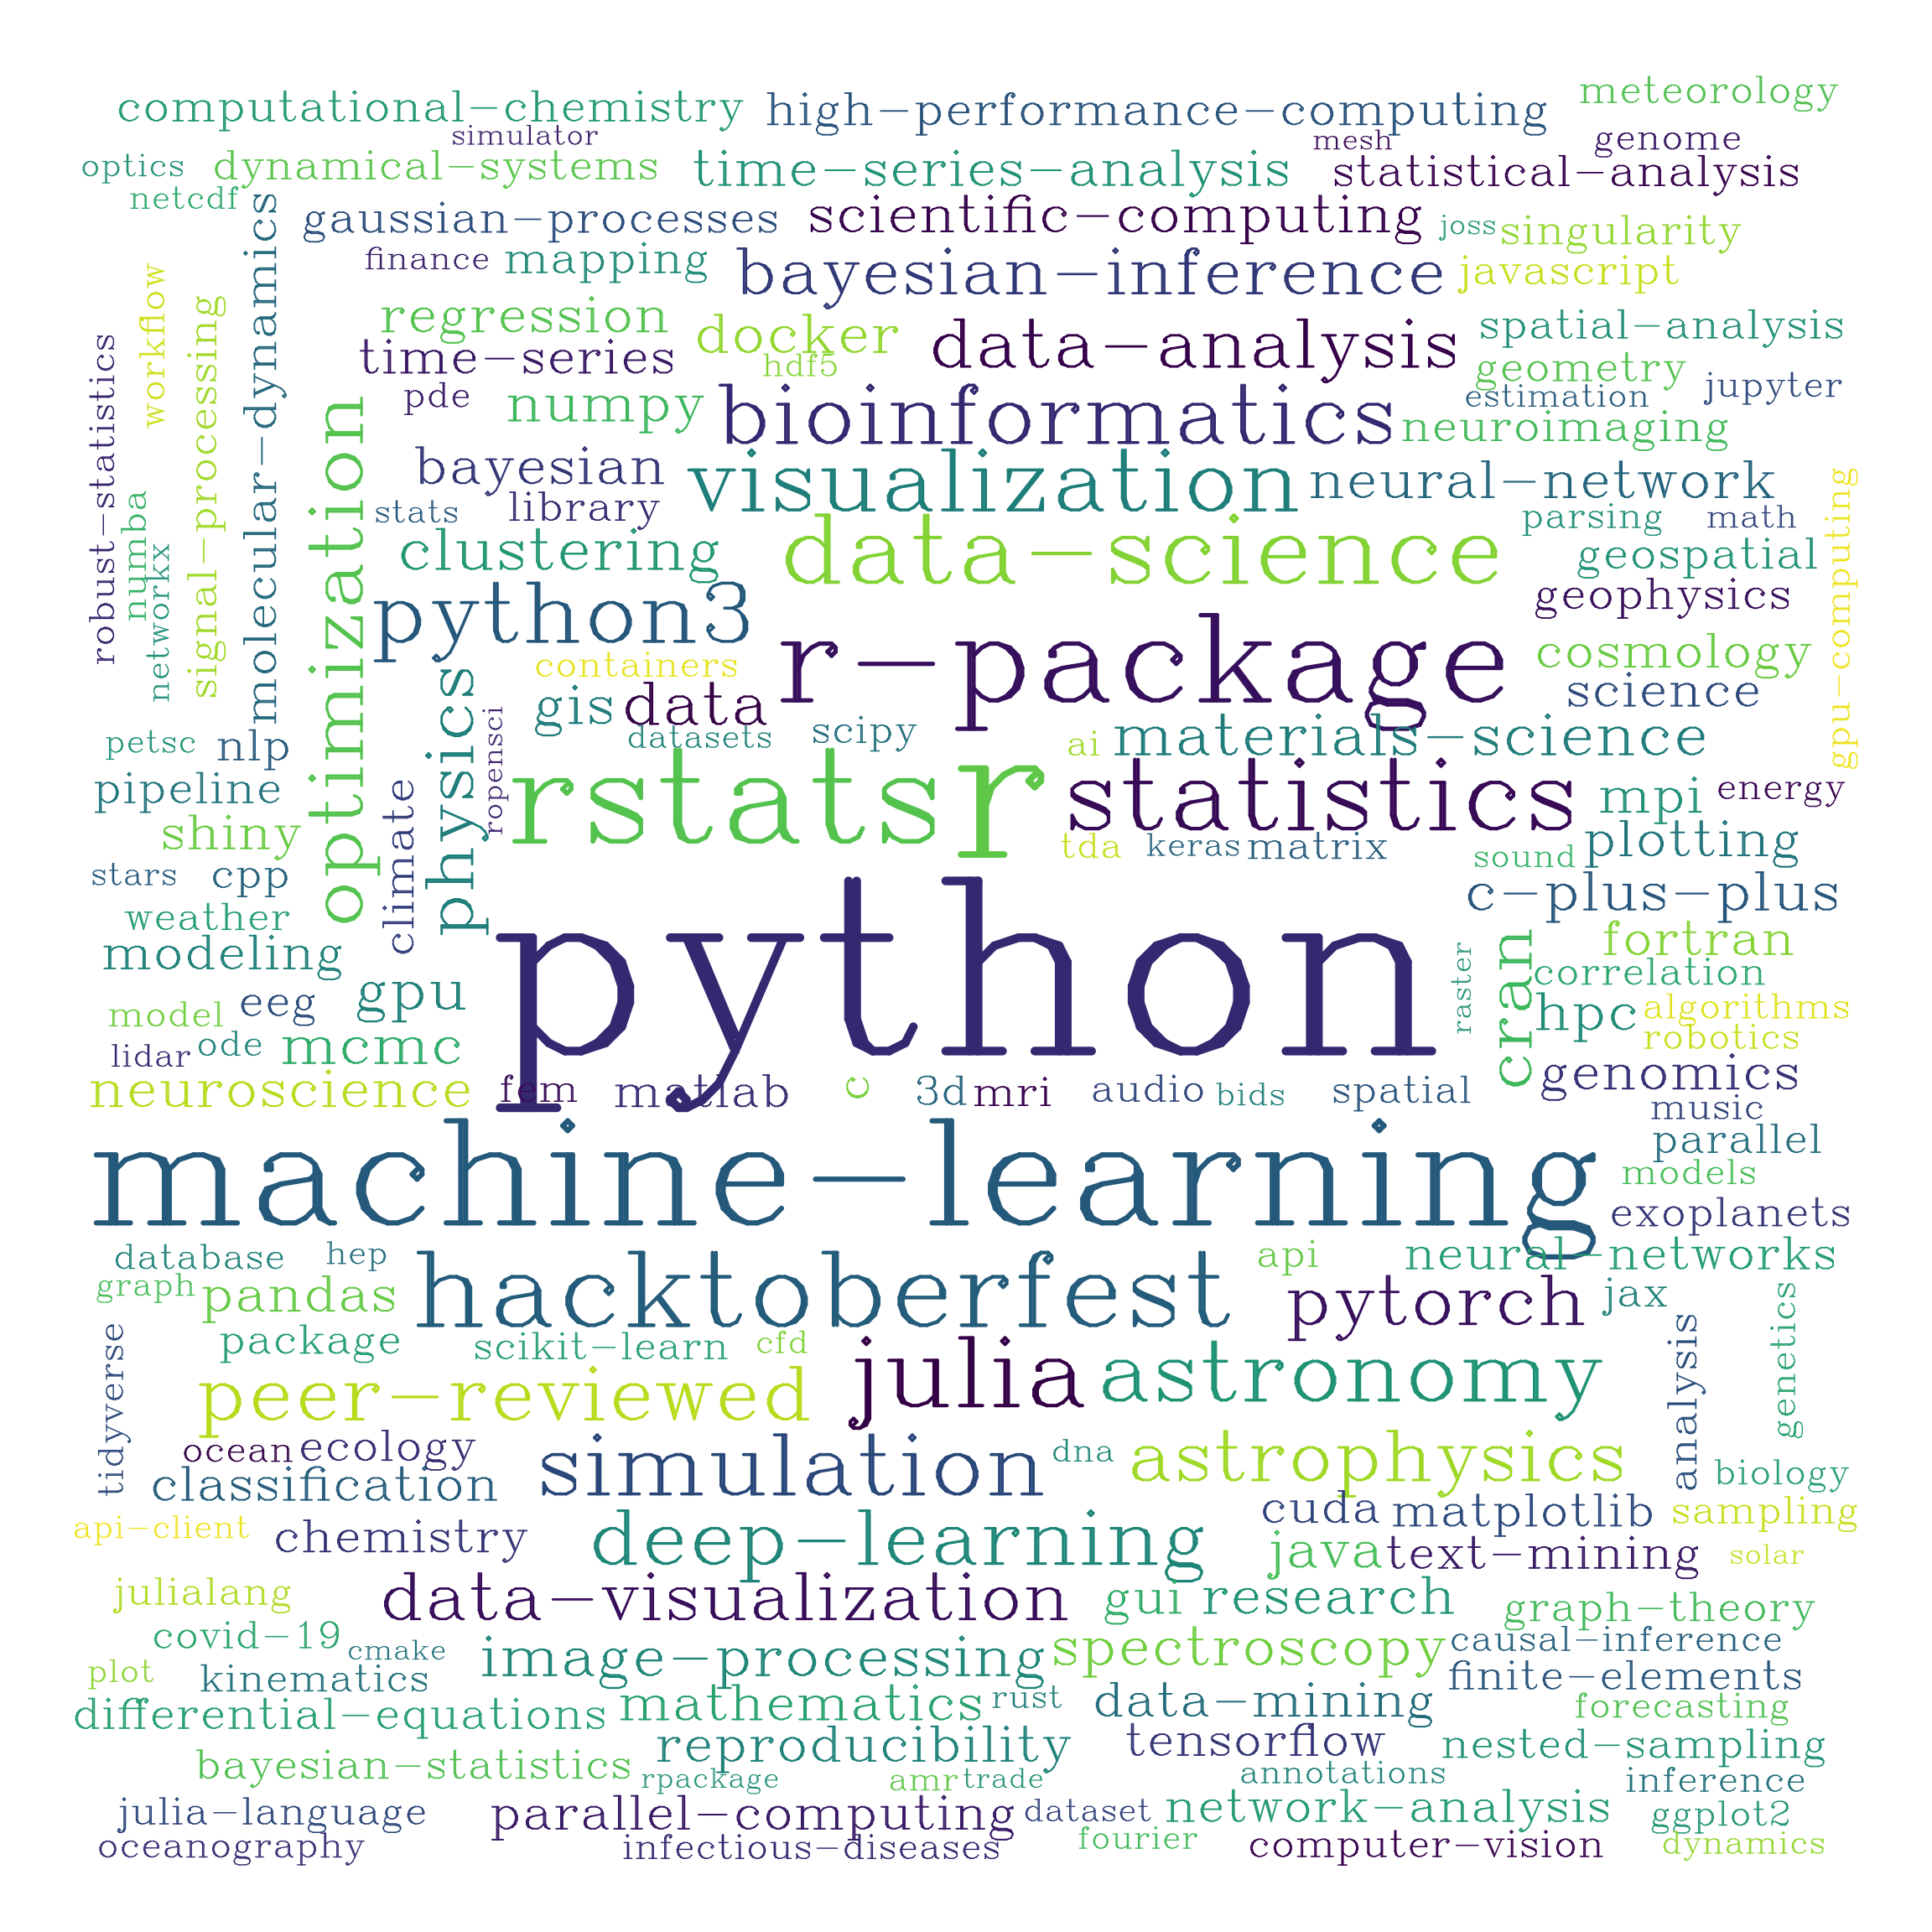 computational-chemistry high-performance-computing meteorology
simulator mesh genome
optics dynamical-systems time-series-analysis statistical-analysis
netcdf gaussian-processes scientific-computing joss singularity
finance mapping bayesian-inference javascript
workflow signal-processing molecular-dynamics
robust-statistics numba networkx
regression docker data-analysis spatial-analysis
time-series hdf5 geometry
pde numpy bioinformatics estimation jupyter
neuroimaging
optimization bayesian visualization neural-network
stats library parsing math
gpu-computing
clustering data-science geospatial
python3 geophysics
containers r-package cosmology
physics gis data science
ropensci datasets scipy ai materials-science
petsc nlp
pipeline climate rstats r statistics mpi energy
shiny tda keras matrix sound plotting
stars cpp c-plus-plus
weather python fortran
modeling raster cran correlation
model eeg gpu hpc algorithms
lidar ode mcmc robotics
neuroscience fem matlab c 3d mri audio bids spatial genomics
music
machine-learning parallel
models
exoplanets
database hep hacktoberfest api neural-networks
graph pandas pytorch jax
package scikit-learn cfd analysis genetics
tidyverse peer-reviewed julia astronomy
ocean ecology simulation dna astrophysics
classification biology
api-client chemistry deep-learning cuda matplotlib sampling
java text-mining solar
julialang data-visualization gui research graph-theory
covid-19 cmake image-processing spectroscopy causal-inference
plot kinematics finite-elements
differential-equations mathematics rust data-mining forecasting
reproducibility tensorflow nested-sampling
bayesian-statistics rpackage amr trade annotations inference
julia-language parallel-computing dataset network-analysis ggplot2
oceanography infectious-diseases fourier computer-vision dynamics